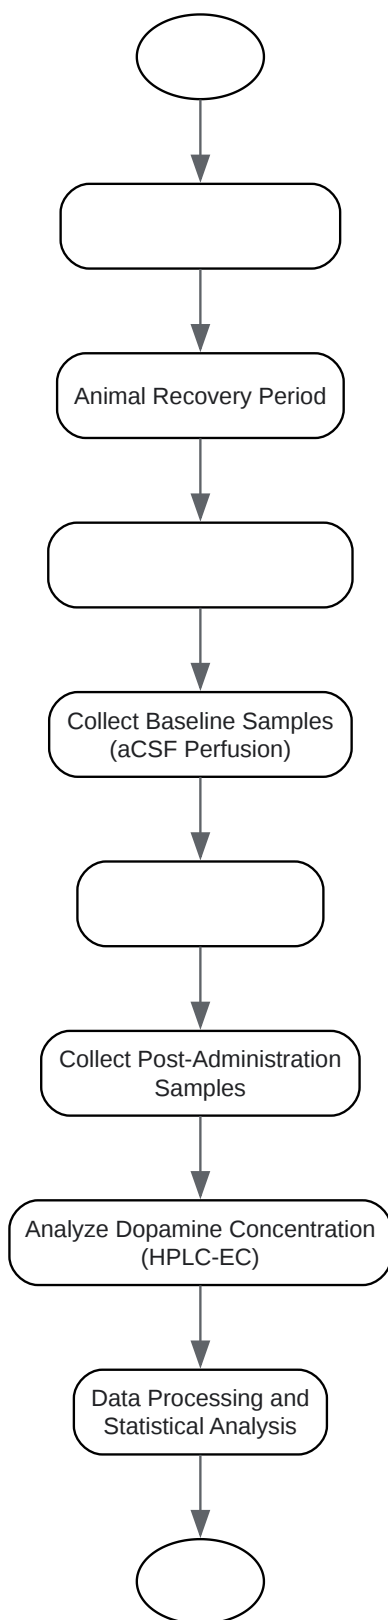 Animal Recovery Period
Collect Baseline Samples
(aCSF Perfusion)
Collect Post-Administration
Samples
Analyze Dopamine Concentration
(HPLC-EC)
Data Processing and
Statistical Analysis